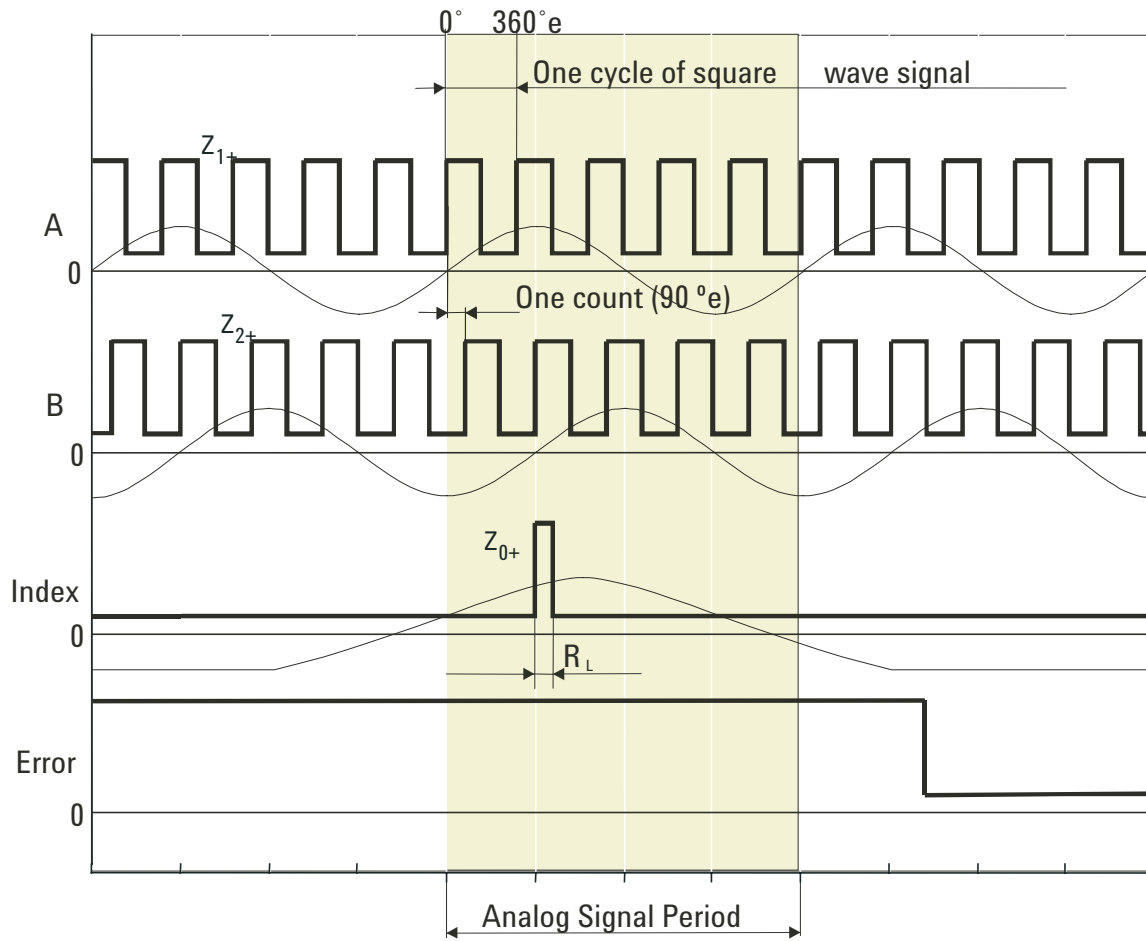 0° 360°e
One cycle of square wave signal
Z1+
A
0
One count (90 ºe)
Z2+
B
0
Z0+
Index
0
RL
Error
0
Analog Signal Period